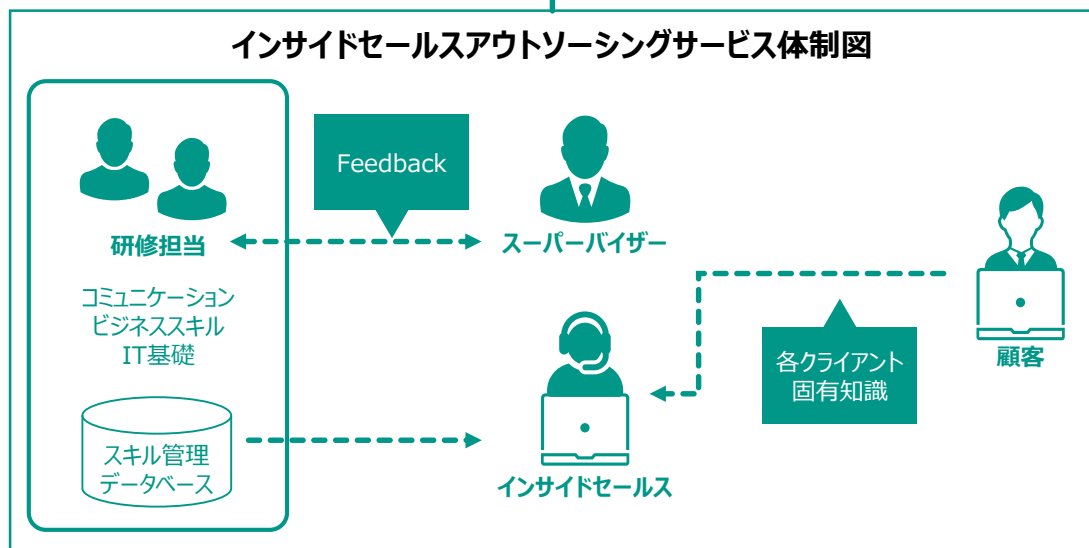 インサイドセールスアウトソーシングサービス体制図
Feedback
研修担当
スーパーバイザー
コミュニケーション
ビジネススキル
IT基礎
各クライアント
固有知識
顧客
スキル管理
データベース
インサイドセールス